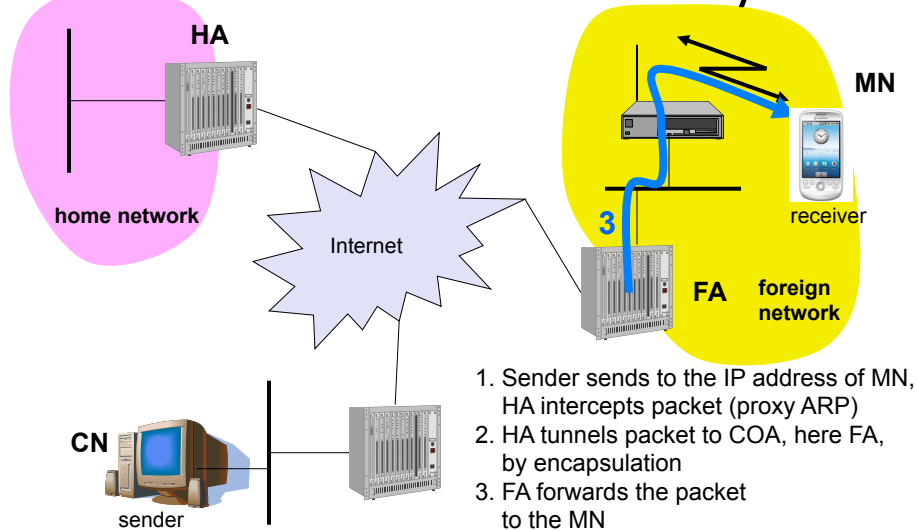 HA
MN
home network
Internet
3
receiver
FA
foreign
network
CN
sender
1. Sender sends to the IP address of MN,
HA intercepts packet (proxy ARP)
2. HA tunnels packet to COA, here FA,
by encapsulation
3. FA forwards the packet
to the MN